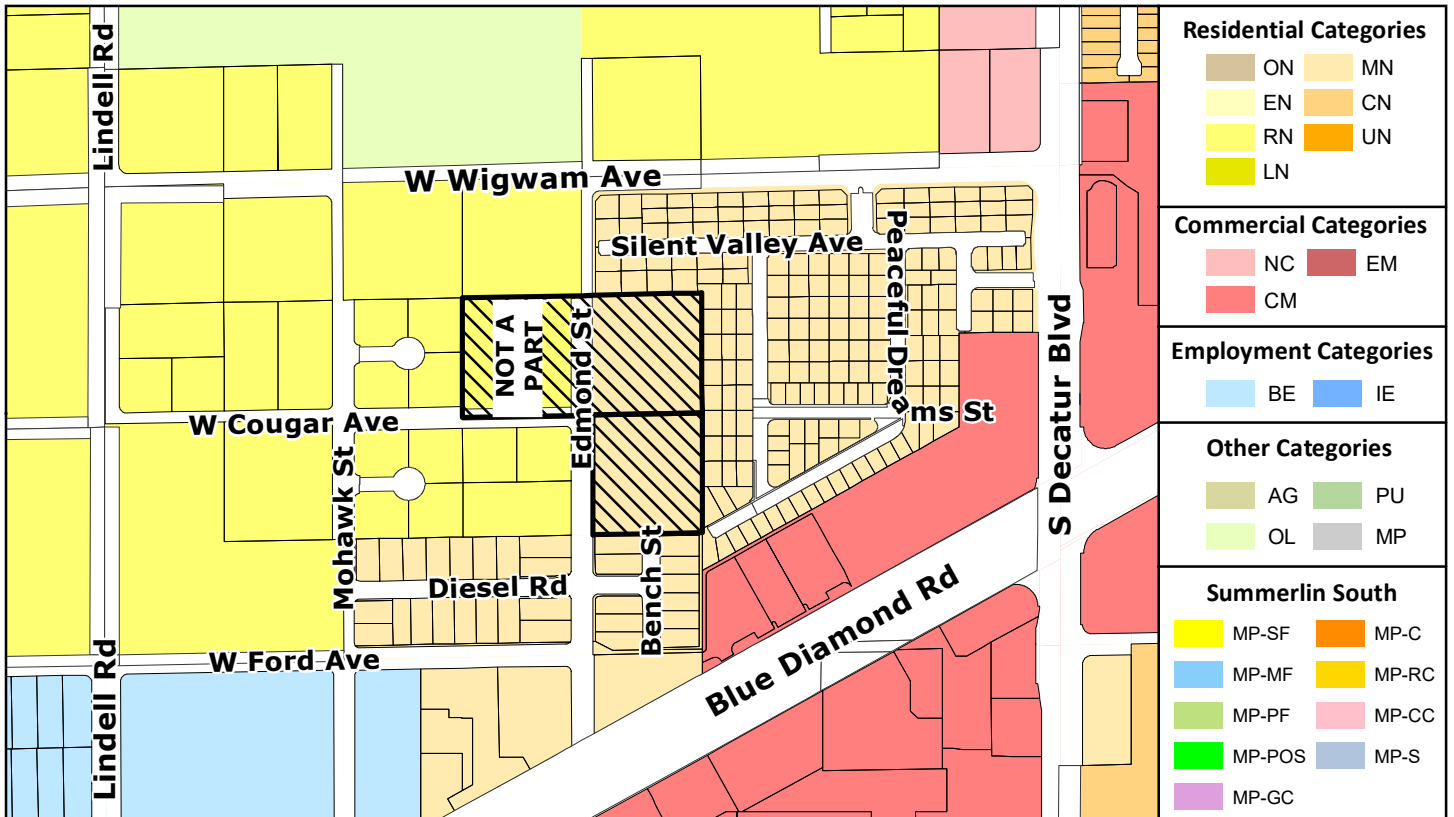 Lindell Rd
W Wigwam Ave
Silent Valley Ave
Peaceful Dreams St
NOT A
PART
Edmond St
S Decatur Blvd
W Cougar Ave
Mohawk St
Diesel Rd
Bench St
Blue Diamond Rd
W Ford Ave
Lindell Rd
Residential Categories
ON MN
EN CN
RN UN
LN
Commercial Categories
NC EM
CM
Employment Categories
BE IE
Other Categories
AG PU
OL MP
Summerlin South
MP-SF MP-C
MP-MF MP-RC
MP-PF MP-CC
MP-POS MP-S
MP-GC